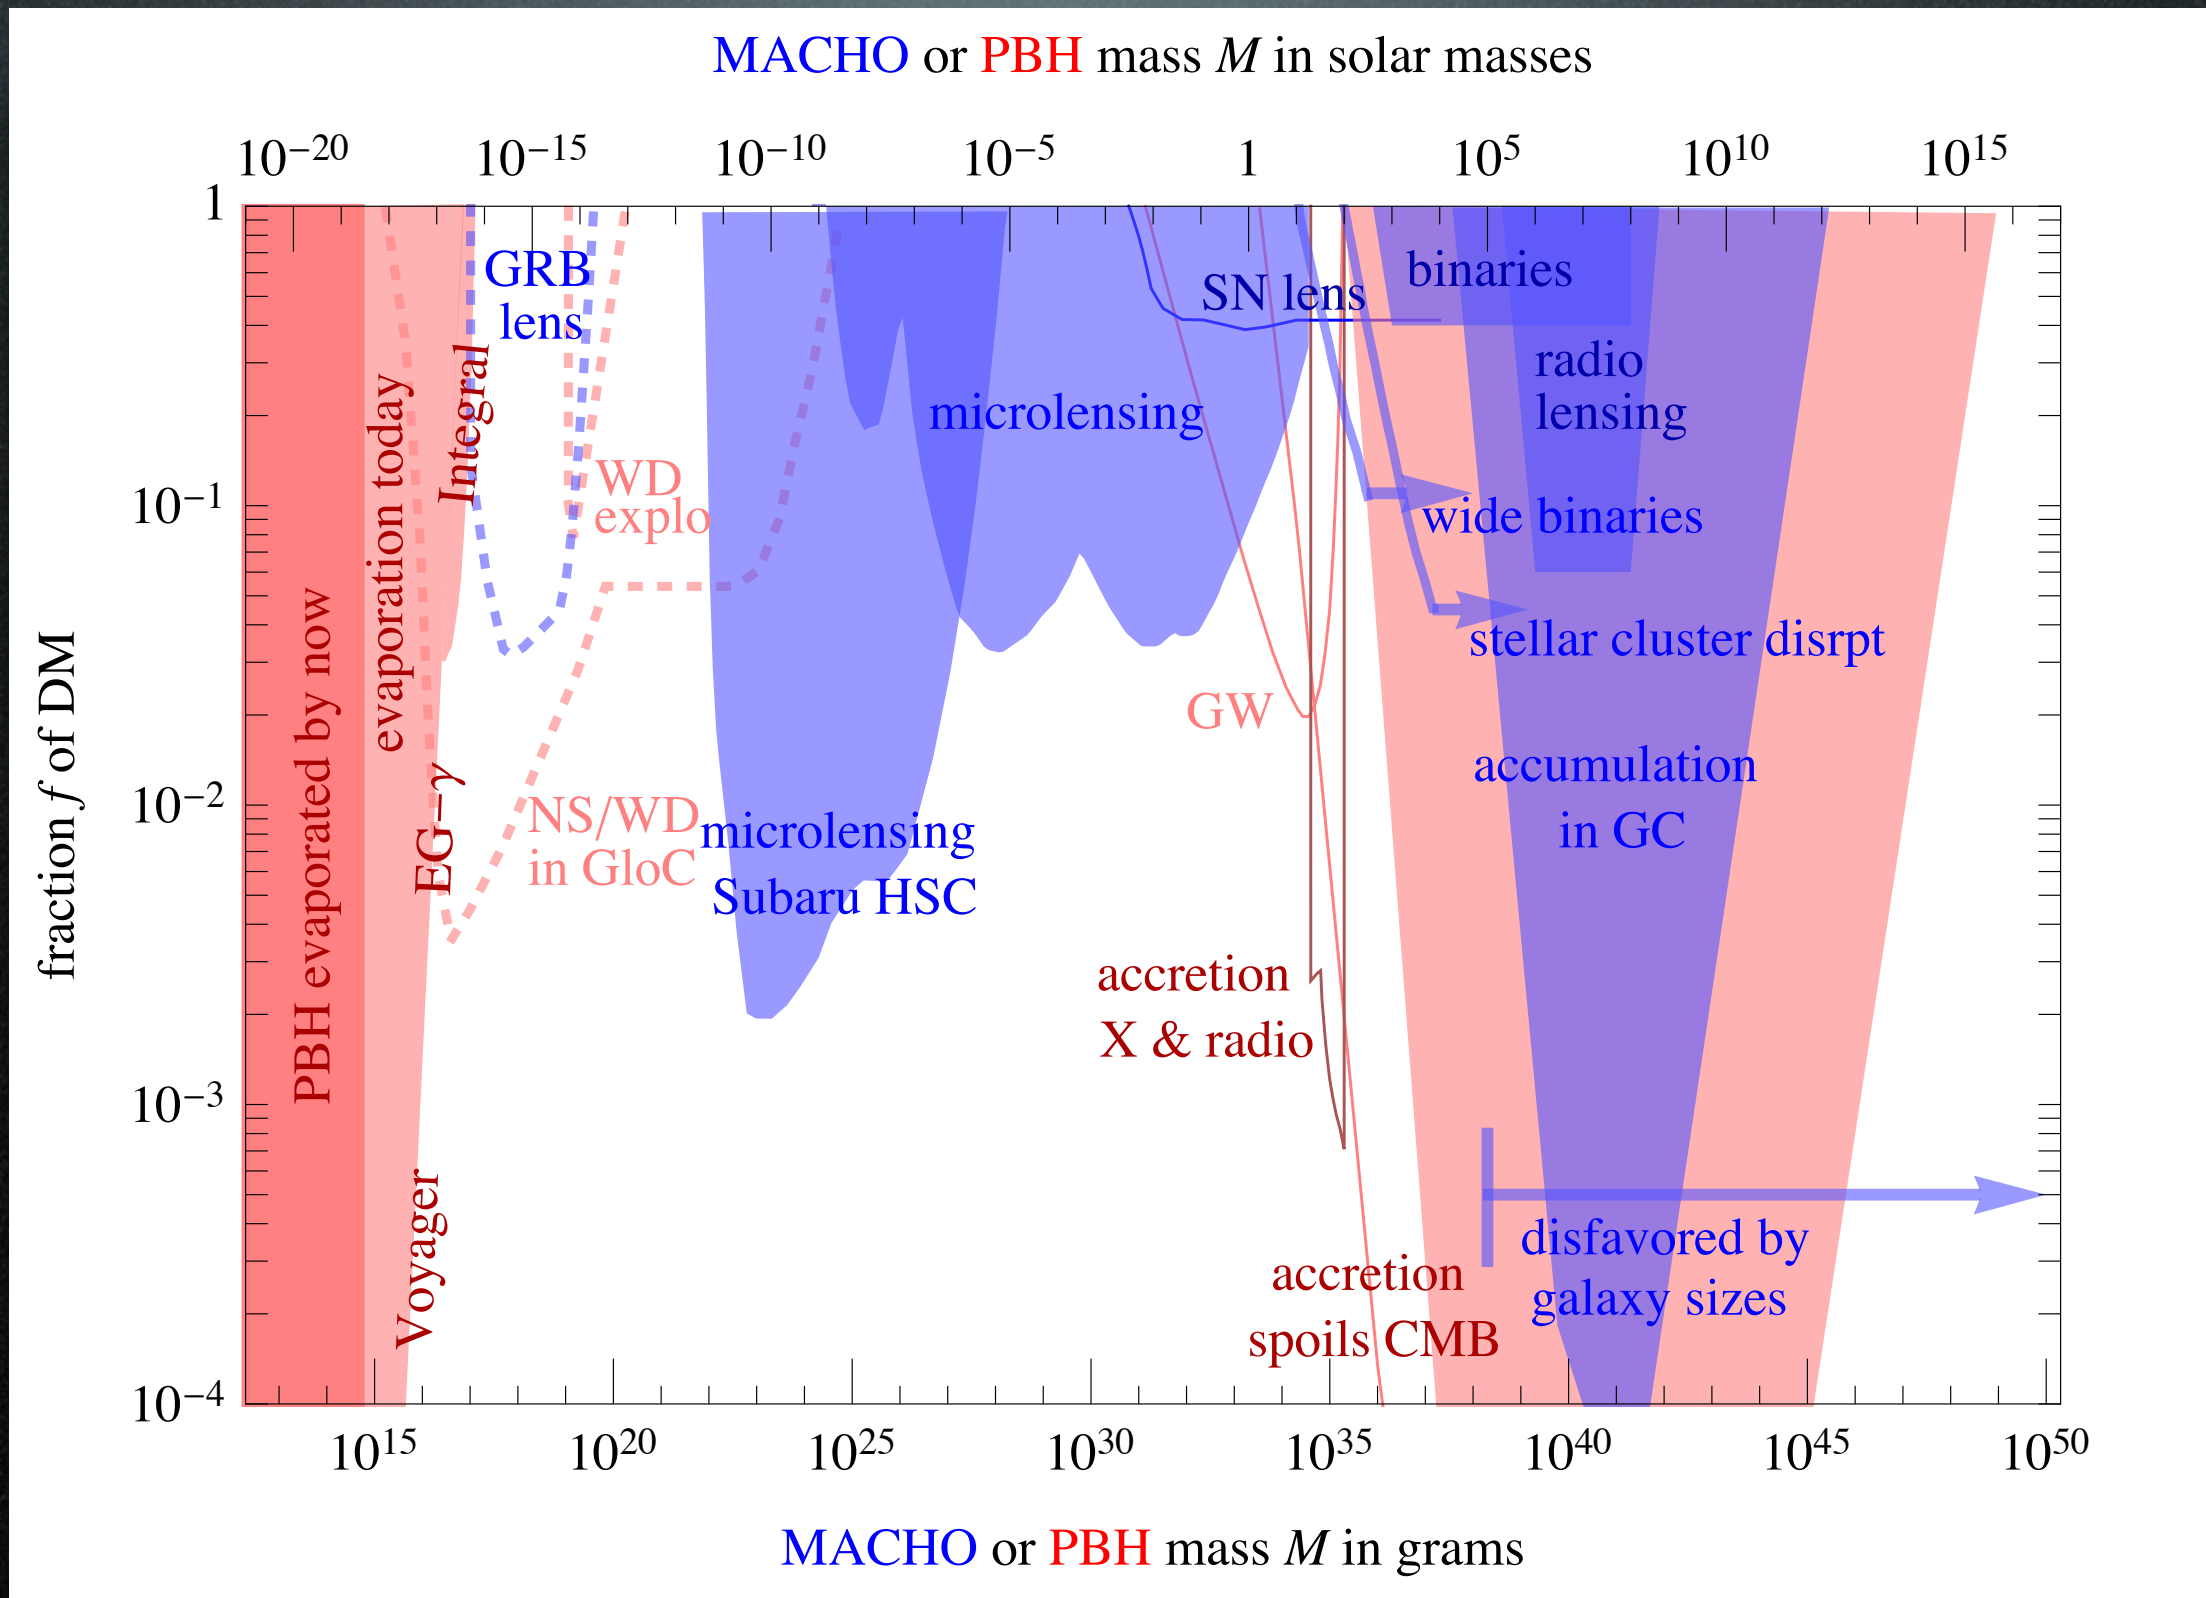 MACHO or PBH mass M in solar masses
10−20 10−15 10−10 10−5 1 10⁵ 10¹⁰ 10¹⁵
1
10−1
10−2
10−3
10−4
fraction f of DM
PBH evaporated by now
evaporation today
Integral
EG−γ
Voyager
GRB
lens
WD
explo
NS/WD
in GloC
microlensing
Subaru HSC
microlensing
SN lens
GW
accretion
X & radio
accretion
spoils CMB
binaries
radio
lensing
wide binaries
stellar cluster disrpt
accumulation
in GC
disfavored by
galaxy sizes
10¹⁵ 10²⁰ 10²⁵ 10³⁰ 10³⁵ 10⁴⁰ 10⁴⁵ 10⁵⁰
MACHO or PBH mass M in grams